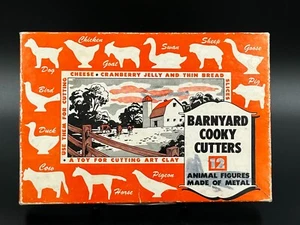 Chicken
Swan
Sheep
Goose
Goat
Dog
Pig
Bird
Duck
Cow
Horse
Pigeon
CHEESE • CRANBERRY JELLY AND THIN BREAD
SLICES
USE THEM FOR CUTTING
A TOY FOR CUTTING ART CLAY
BARNYARD
COOKY
CUTTERS
12
ANIMAL FIGURES
MADE OF METAL